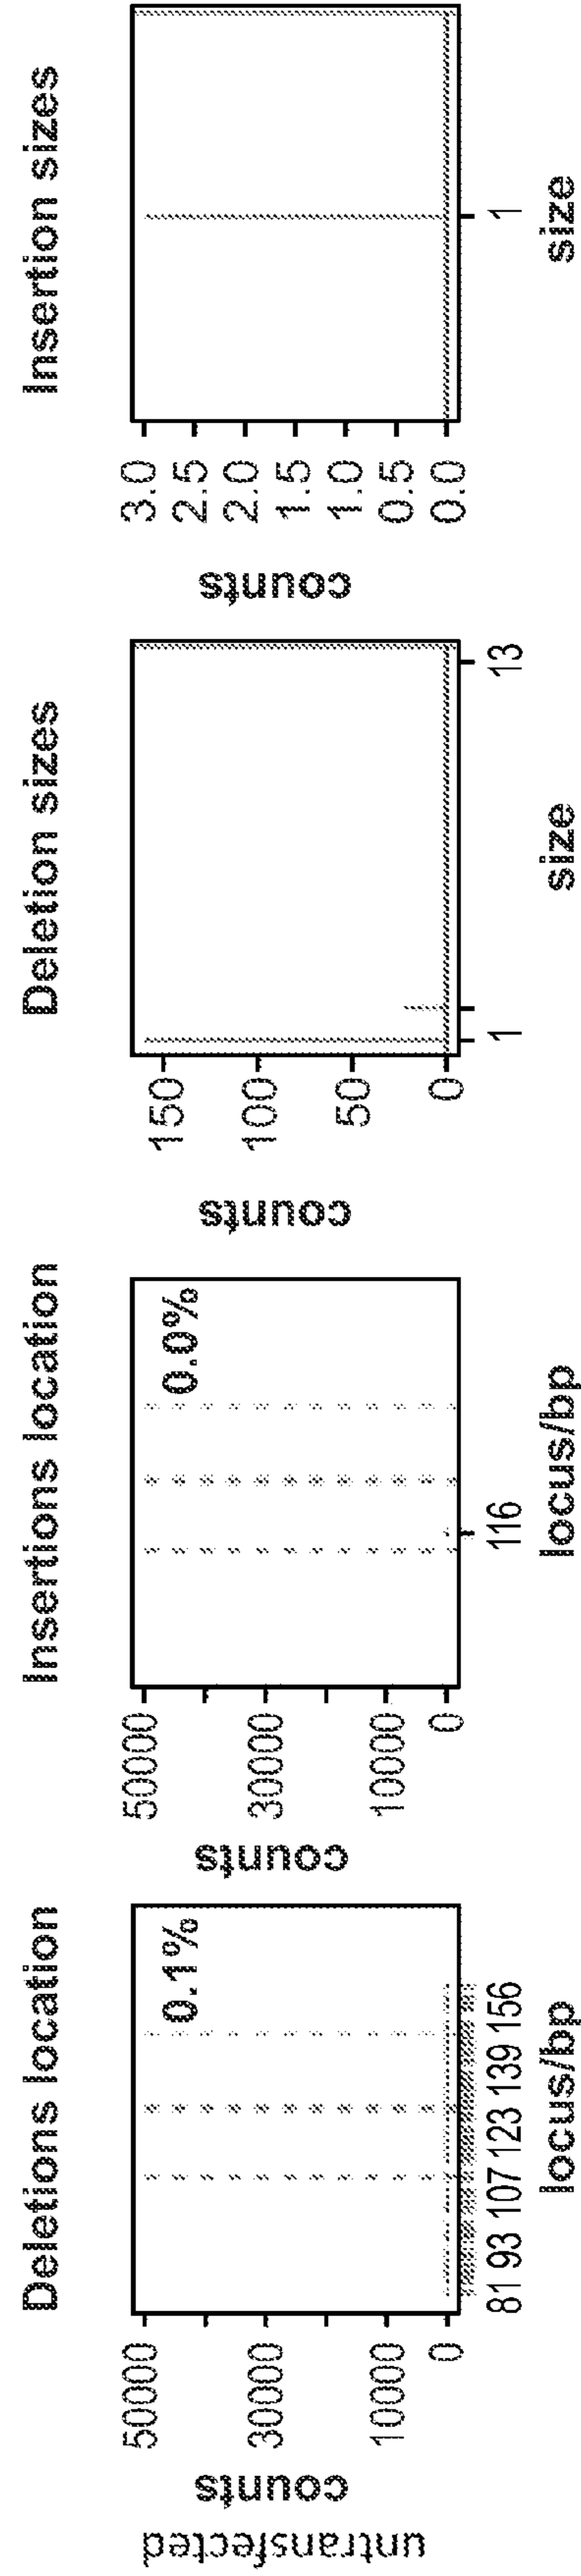 untransfected
Deletions location
counts
50000
30000
10000
0
0.1%
81 93 107 123 139 156
locus/bp
Insertions location
counts
50000
30000
10000
0
0.0%
116
locus/bp
Deletion sizes
counts
150
100
50
0
1 13
size
Insertion sizes
counts
3.0
2.5
2.0
1.5
1.0
0.5
0.0
1
size